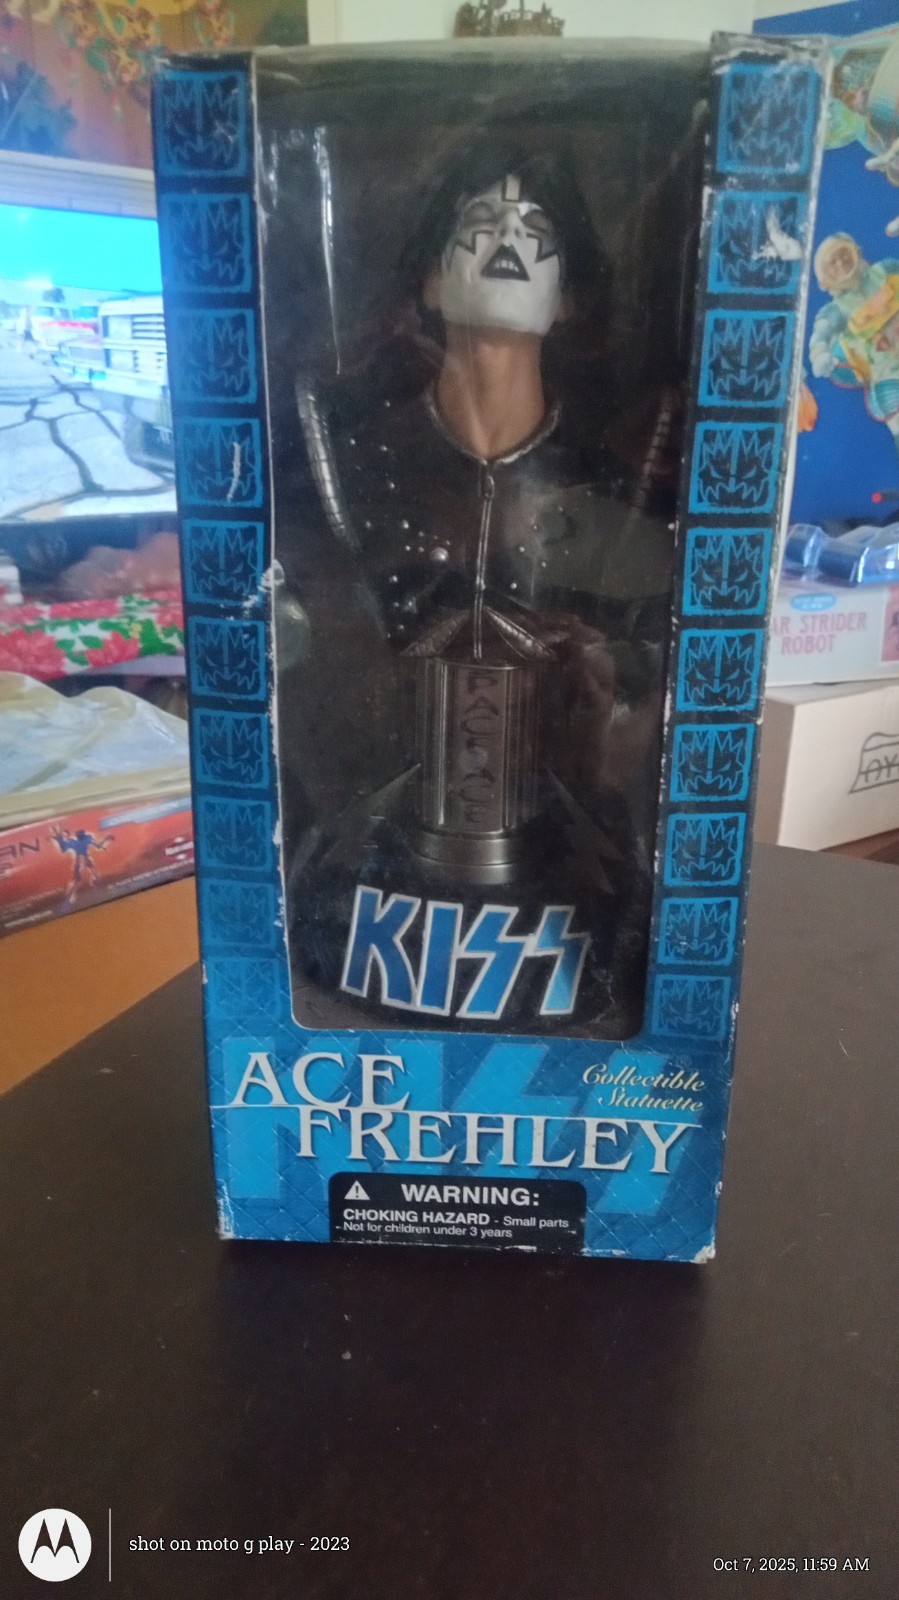 AR STRIDER
ROBOT
KISS
ACE
FREHLEY
Collectible
Statuette
WARNING:
CHOKING HAZARD - Small parts
Not for children under 3 years
shot on moto g play - 2023
Oct 7, 2025, 11:59 AM